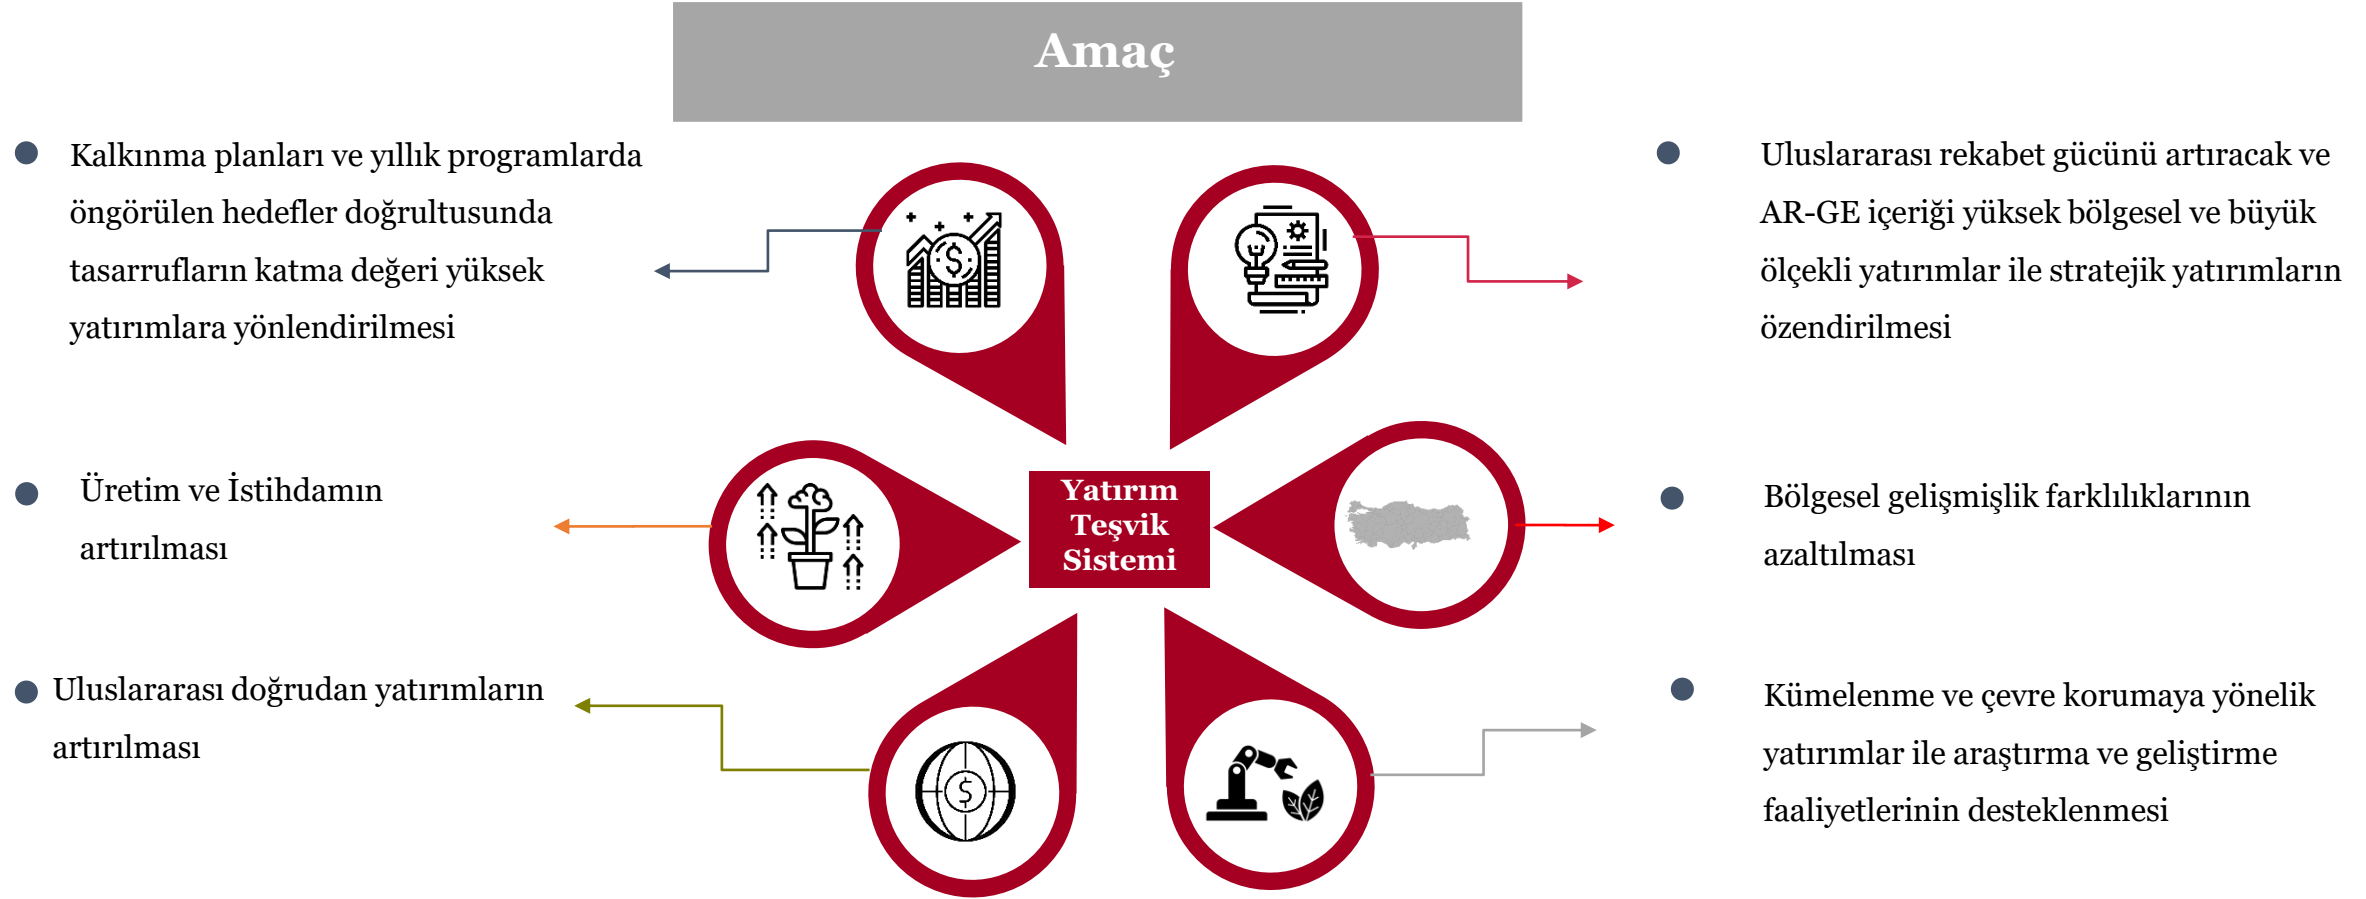 Amaç
Kalkınma planları ve yıllık programlarda
öngörülen hedefler doğrultusunda
tasarrufların katma değeri yüksek
yatırımlara yönlendirilmesi
Üretim ve İstihdamın
artırılması
Uluslararası doğrudan yatırımların
artırılması
Yatırım
Teşvik
Sistemi
Uluslararası rekabet gücünü artıracak ve
AR-GE içeriği yüksek bölgesel ve büyük
ölçekli yatırımlar ile stratejik yatırımların
özendirilmesi
Bölgesel gelişmişlik farklılıklarının
azaltılması
Kümelenme ve çevre korumaya yönelik
yatırımlar ile araştırma ve geliştirme
faaliyetlerinin desteklenmesi